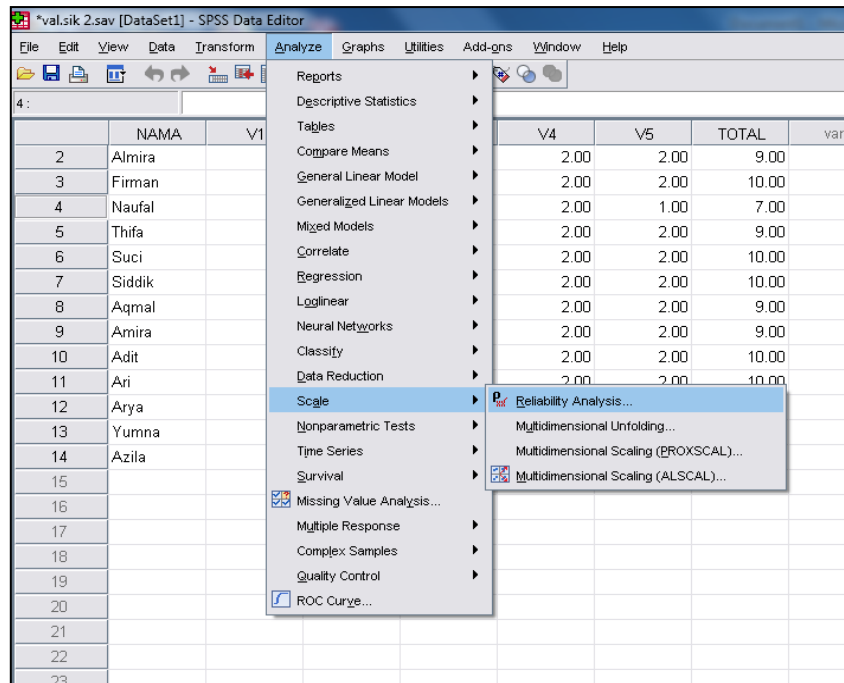 *val.sik 2.sav [DataSet1] - SPSS Data Editor
File Edit View Data Transform Analyze Graphs Utilities Add-ons Window Help
4 :
NAMA V1 V4 V5 TOTAL var
2 Almira 2.00 2.00 9.00
3 Firman 2.00 2.00 10.00
4 Naufal 2.00 1.00 7.00
5 Thifa 2.00 2.00 9.00
6 Suci 2.00 2.00 10.00
7 Siddik 2.00 2.00 10.00
8 Aqmal 2.00 2.00 9.00
9 Amira 2.00 2.00 9.00
10 Adit 2.00 2.00 10.00
11 Ari 2.00 2.00 10.00
12 Arya
13 Yumna
14 Azila
15
16
17
18
19
20
21
22
23
Reports
Descriptive Statistics
Tables
Compare Means
General Linear Model
Generalized Linear Models
Mixed Models
Correlate
Regression
Loglinear
Neural Networks
Classify
Data Reduction
Scale
Nonparametric Tests
Time Series
Survival
Missing Value Analysis...
Multiple Response
Complex Samples
Quality Control
ROC Curve...
Reliability Analysis...
Multidimensional Unfolding...
Multidimensional Scaling (PROXSCAL)...
Multidimensional Scaling (ALSCAL)...